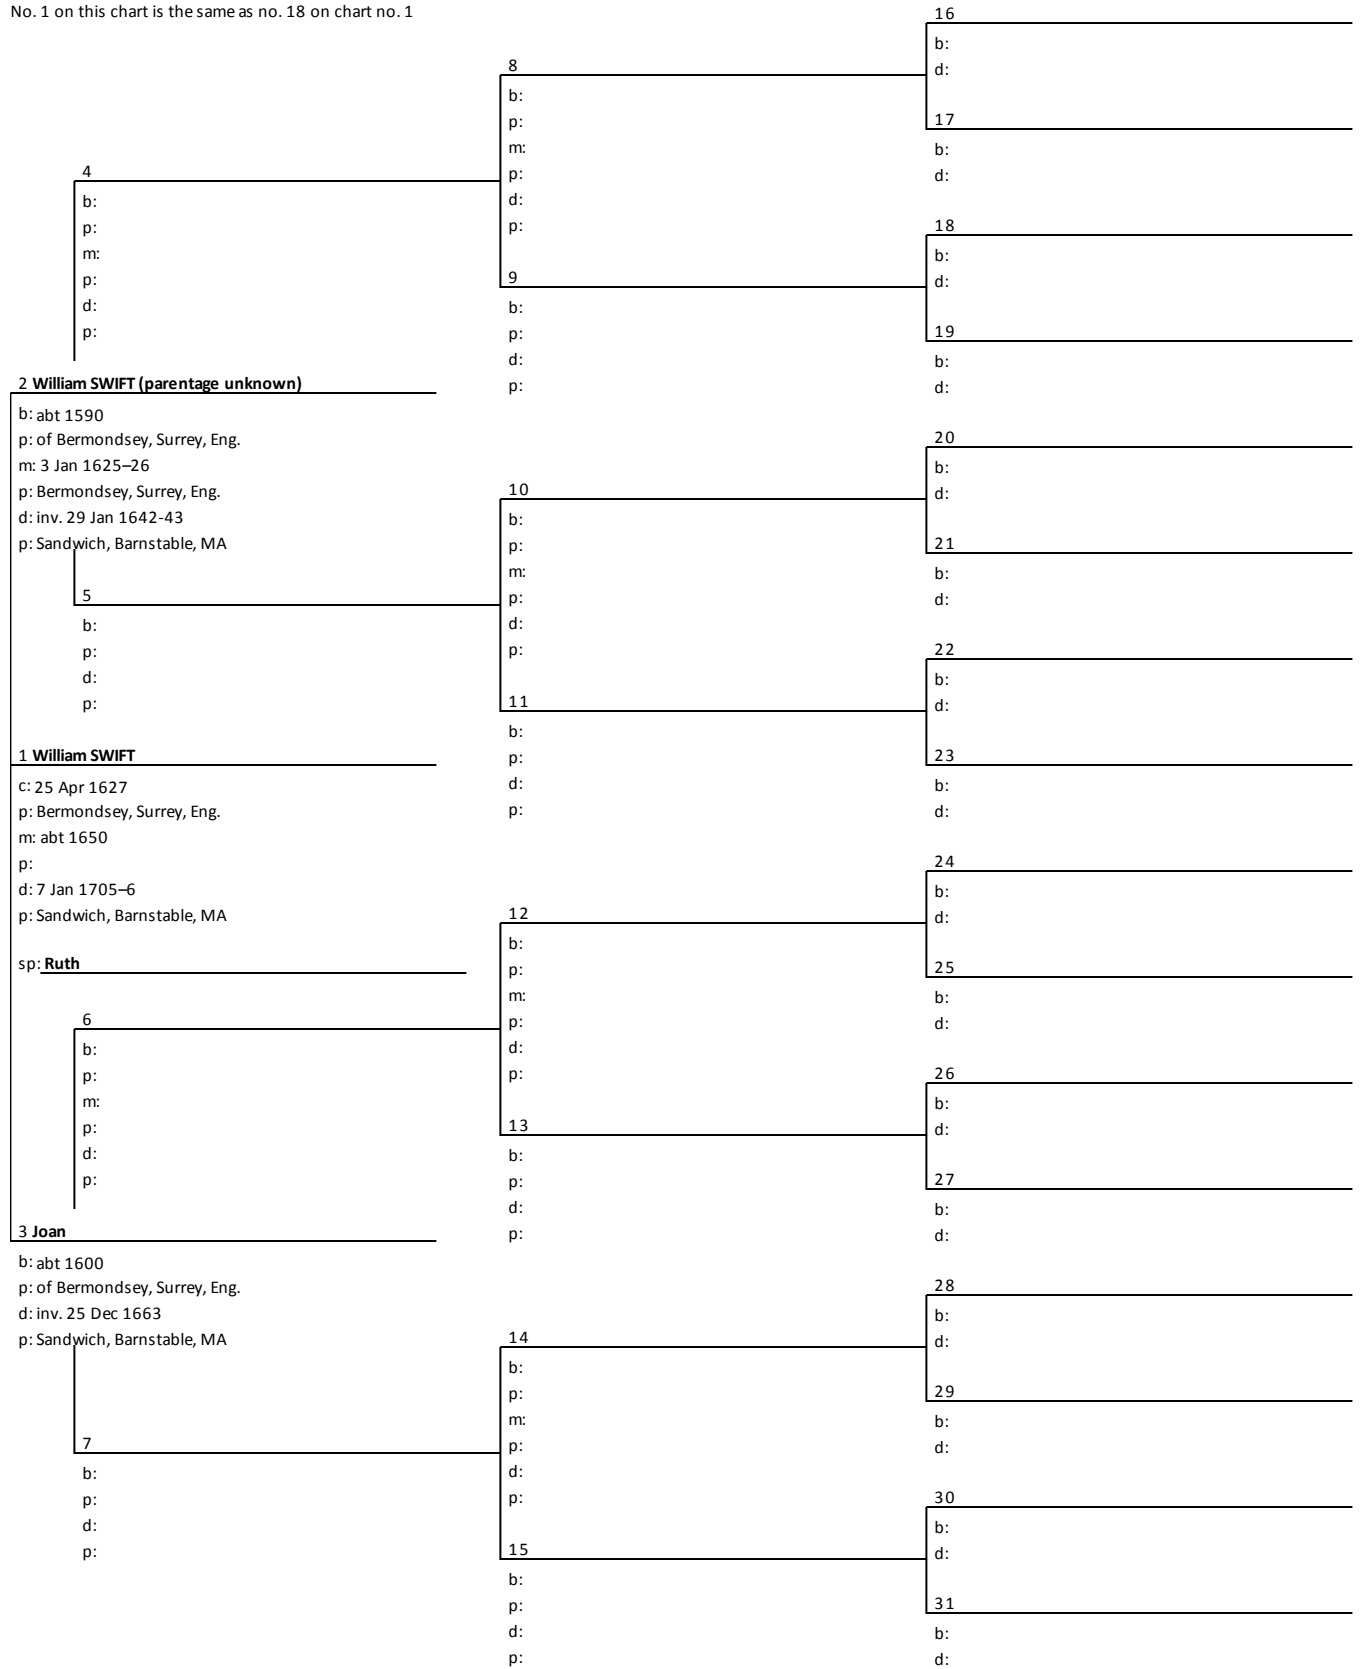 No. 1 on this chart is the same as no. 18 on chart no. 1
4
b:
p:
m:
p:
d:
p:
2 William SWIFT (parentage unknown)
b: abt 1590
p: of Bermondsey, Surrey, Eng.
m: 3 Jan 1625–26
p: Bermondsey, Surrey, Eng.
d: inv. 29 Jan 1642-43
p: Sandwich, Barnstable, MA
5
b:
p:
d:
p:
1 William SWIFT
c: 25 Apr 1627
p: Bermondsey, Surrey, Eng.
m: abt 1650
p:
d: 7 Jan 1705–6
p: Sandwich, Barnstable, MA
sp: Ruth
6
b:
p:
m:
p:
d:
p:
3 Joan
b: abt 1600
p: of Bermondsey, Surrey, Eng.
d: inv. 25 Dec 1663
p: Sandwich, Barnstable, MA
7
b:
p:
d:
p:
8
b:
p:
m:
p:
d:
p:
9
b:
p:
d:
p:
10
b:
p:
m:
p:
d:
p:
11
b:
p:
d:
p:
12
b:
p:
m:
p:
d:
p:
13
b:
p:
d:
p:
14
b:
p:
m:
p:
d:
p:
15
b:
p:
d:
p:
16
b:
d:
17
b:
d:
18
b:
d:
19
b:
d:
20
b:
d:
21
b:
d:
22
b:
d:
23
b:
d:
24
b:
d:
25
b:
d:
26
b:
d:
27
b:
d:
28
b:
d:
29
b:
d:
30
b:
d:
31
b:
d: